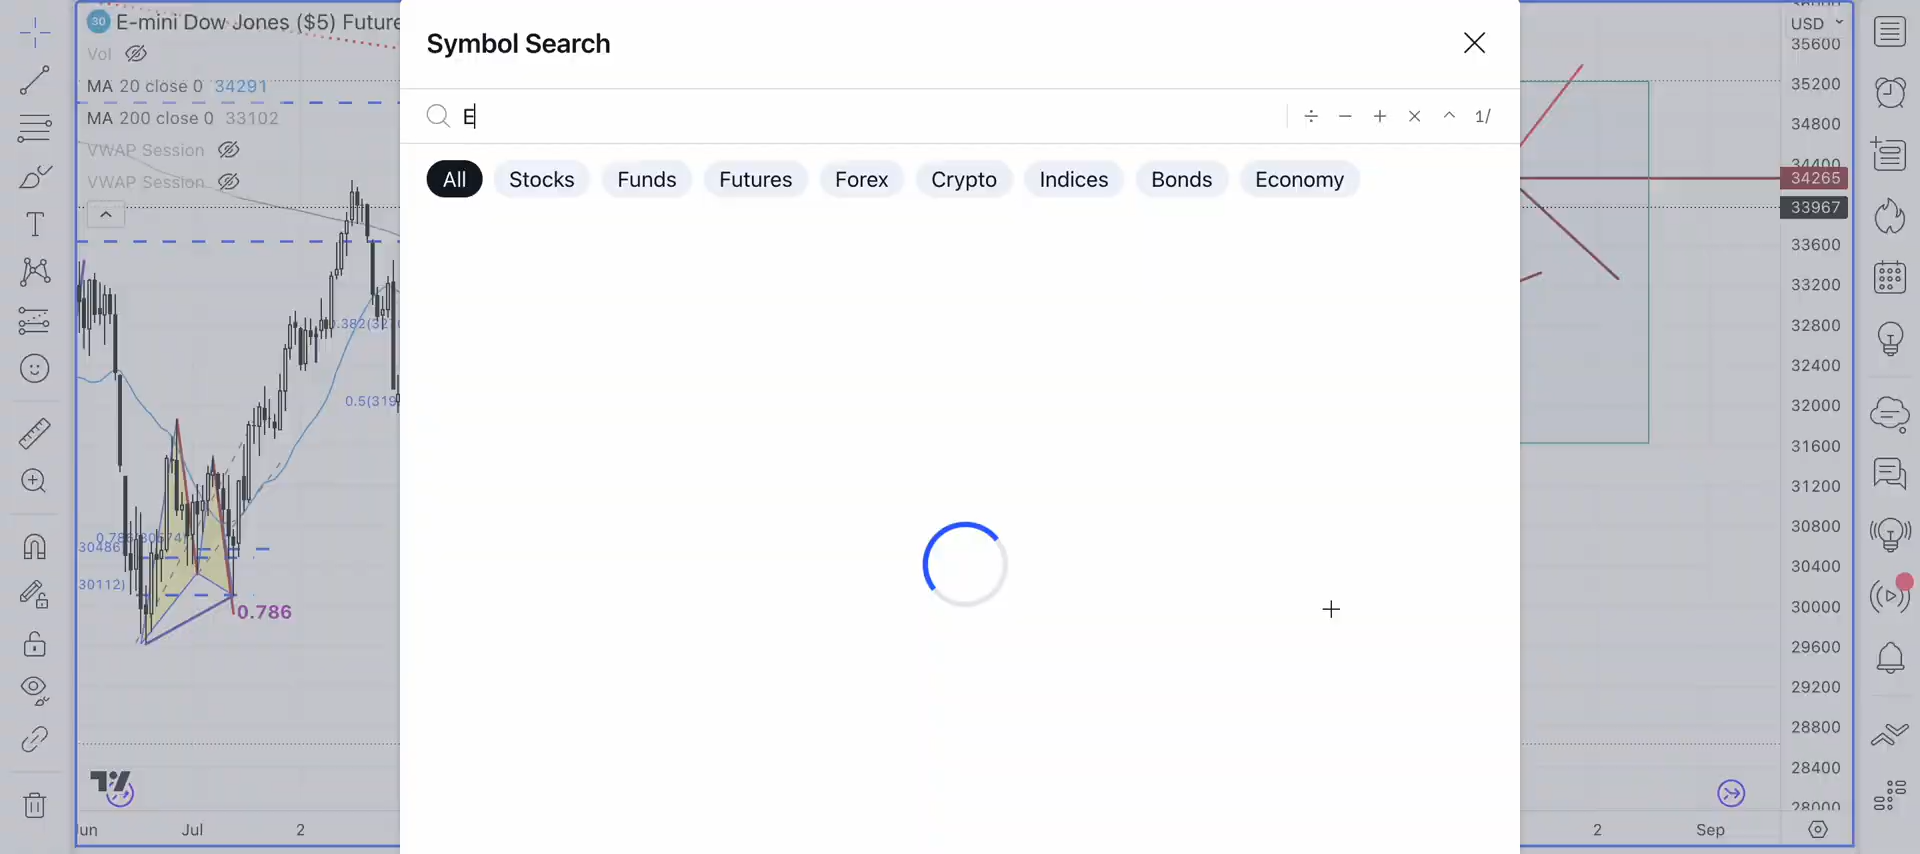 30 E-mini Dow Jones ($5) Future
Vol
MA 20 close 0 34291
MA 200 close 0 33102
VWAP Session
VWAP Session
0.5(319
30486
30112)
0.786
Jul
2
Symbol Search
E
÷ − + × ^ 1/
All Stocks Funds Futures Forex Crypto Indices Bonds Economy
USD
35600
35200
34800
34400
34265
33967
33600
33200
32800
32400
32000
31600
31200
30800
30400
30000
29600
29200
28800
28400
28000
2
Sep